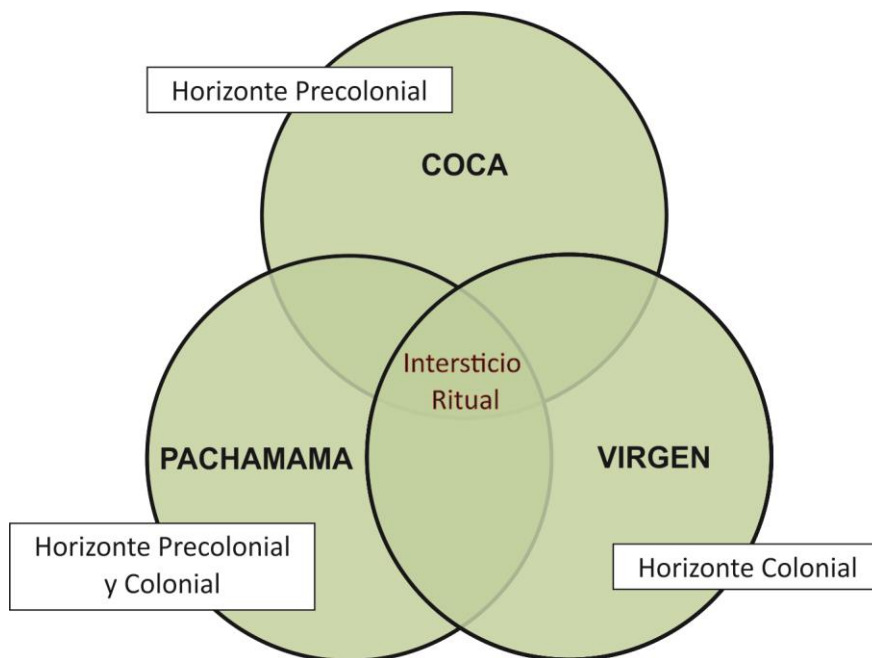 Horizonte Precolonial
COCA
Intersticio
Ritual
PACHAMAMA
VIRGEN
Horizonte Precolonial
y Colonial
Horizonte Colonial